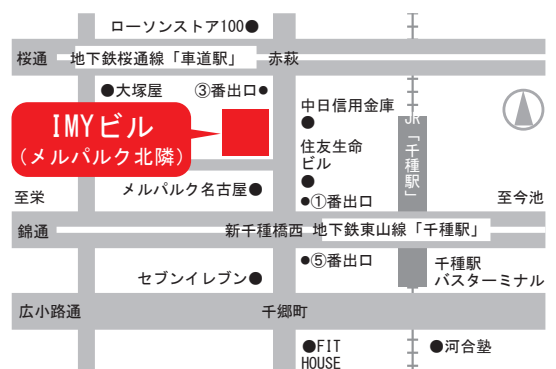 ローソンストア100●
桜通
地下鉄桜通線「車道駅」
赤萩
●大塚屋
③番出口●
IMYビル
(メルパルク北隣)
中日信用金庫
●
住友生命
ビル
●
●①番出口
JR「千種駅」
メルパルク名古屋●
至栄
至今池
錦通
新千種橋西
地下鉄東山線「千種駅」
●⑤番出口
千種駅
バスターミナル
セブンイレブン●
広小路通
千郷町
●FIT
HOUSE
●河合塾